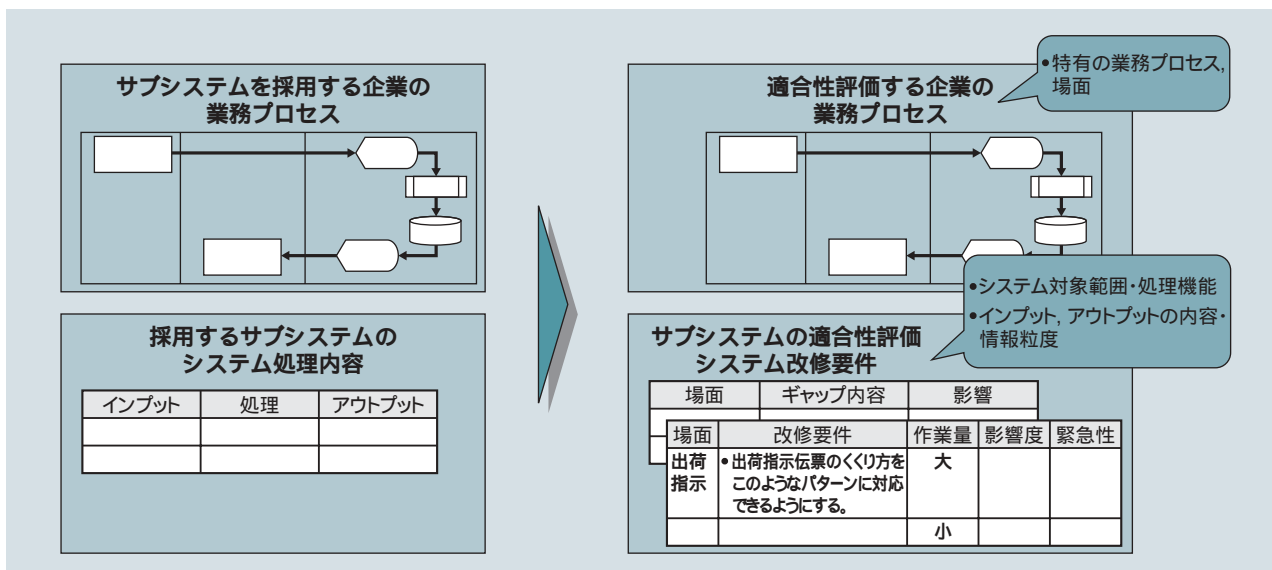 サブシステムを採用する企業の
業務プロセス
採用するサブシステムの
システム処理内容
インプット 処理 アウトプット
適合性評価する企業の
業務プロセス
•特有の業務プロセス,
場面
•システム対象範囲・処理機能
•インプット, アウトプットの内容・
情報粒度
サブシステムの適合性評価
システム改修要件
場面 ギャップ内容 影響
場面 改修要件 作業量 影響度 緊急性
出荷
指示
•出荷指示伝票のくくり方を
このようなパターンに対応
できるようにする。
大
小